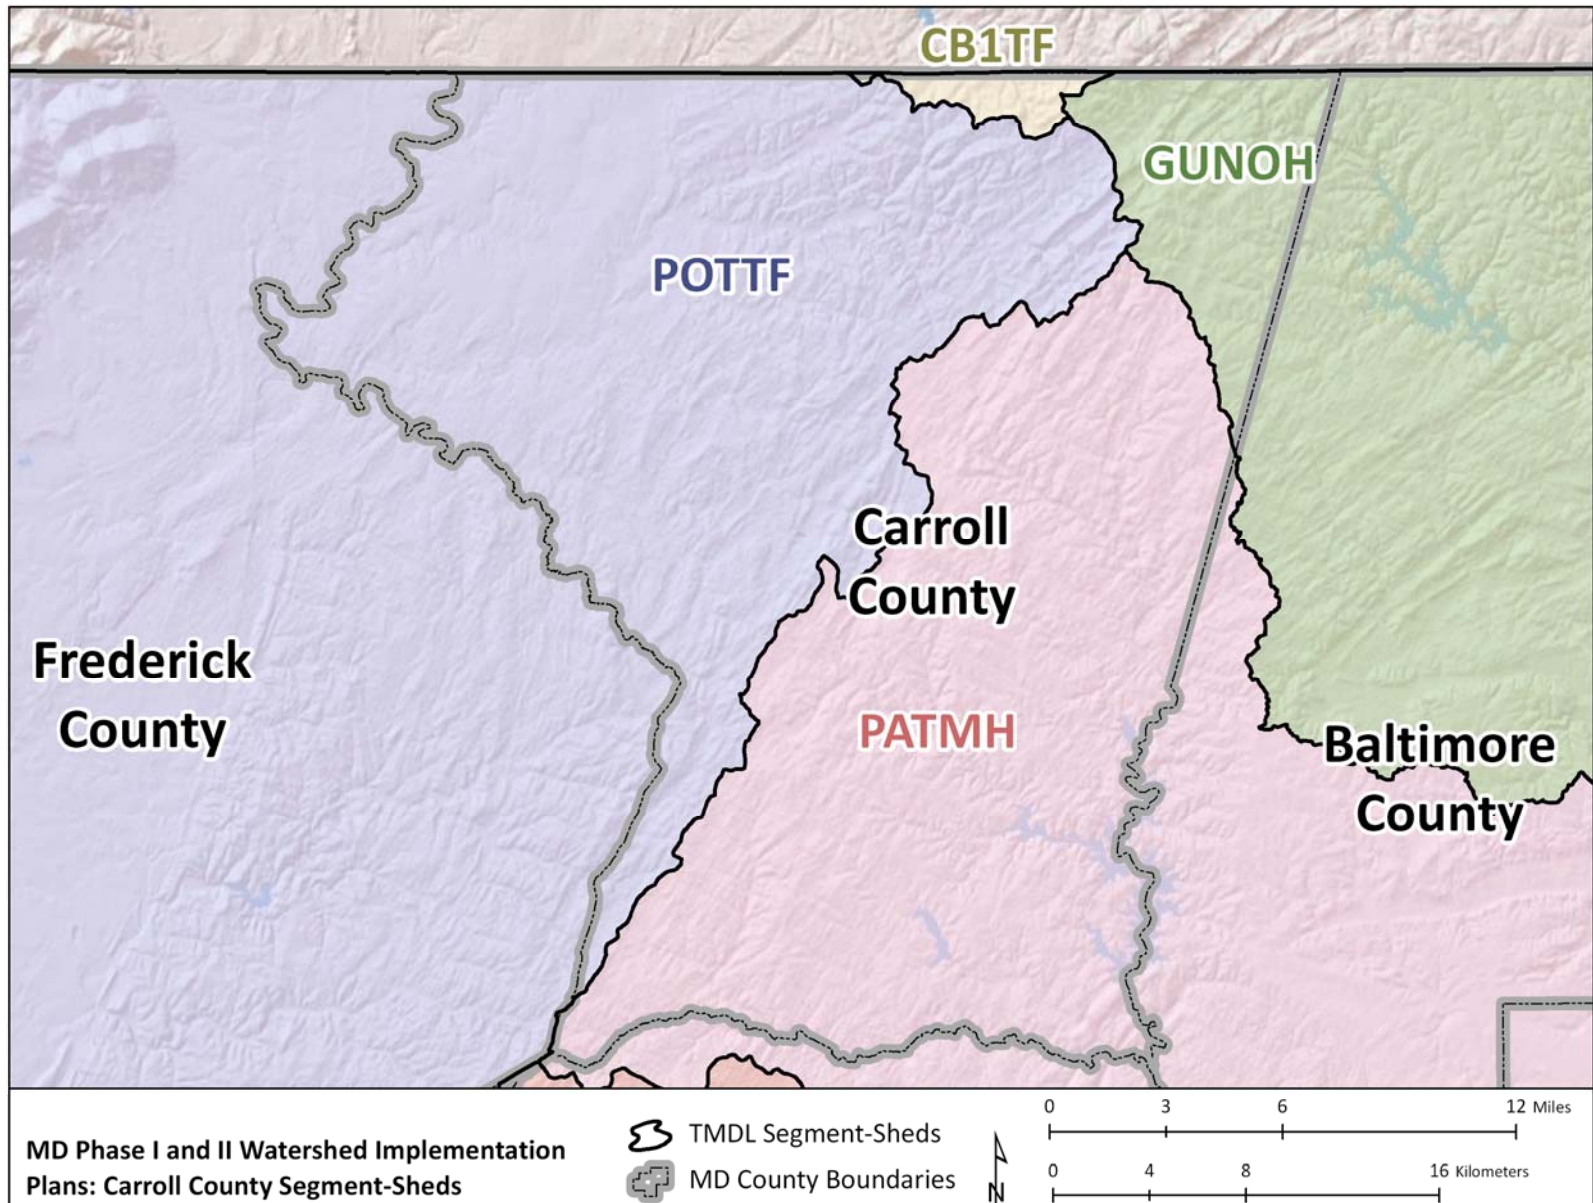 CB1TF
GUNOH
POTTF
Carroll
County
Frederick
County
PATMH
Baltimore
County
MD Phase I and II Watershed Implementation
Plans: Carroll County Segment-Sheds
TMDL Segment-Sheds
MD County Boundaries
N
0 3 6 12 Miles
0 4 8 16 Kilometers